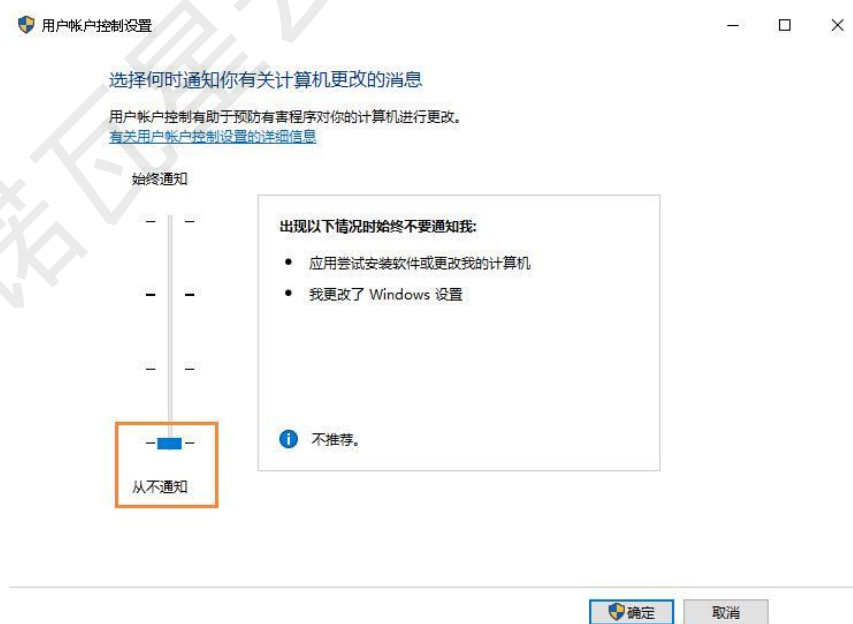 用户帐户控制设置
选择何时通知你有关计算机更改的消息
用户帐户控制有助于预防有害程序对你的计算机进行更改。
有关用户帐户控制设置的详细信息
始终通知
出现以下情况时始终不要通知我:
• 应用尝试安装软件或更改我的计算机
• 我更改了 Windows 设置
不推荐。
从不通知
确定
取消
诺瓦星云